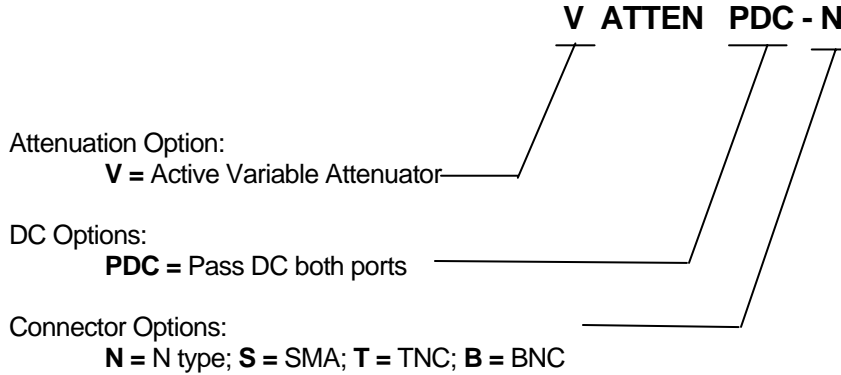 V ATTEN PDC - N
Attenuation Option:
V = Active Variable Attenuator
DC Options:
PDC = Pass DC both ports
Connector Options:
N = N type; S = SMA; T = TNC; B = BNC